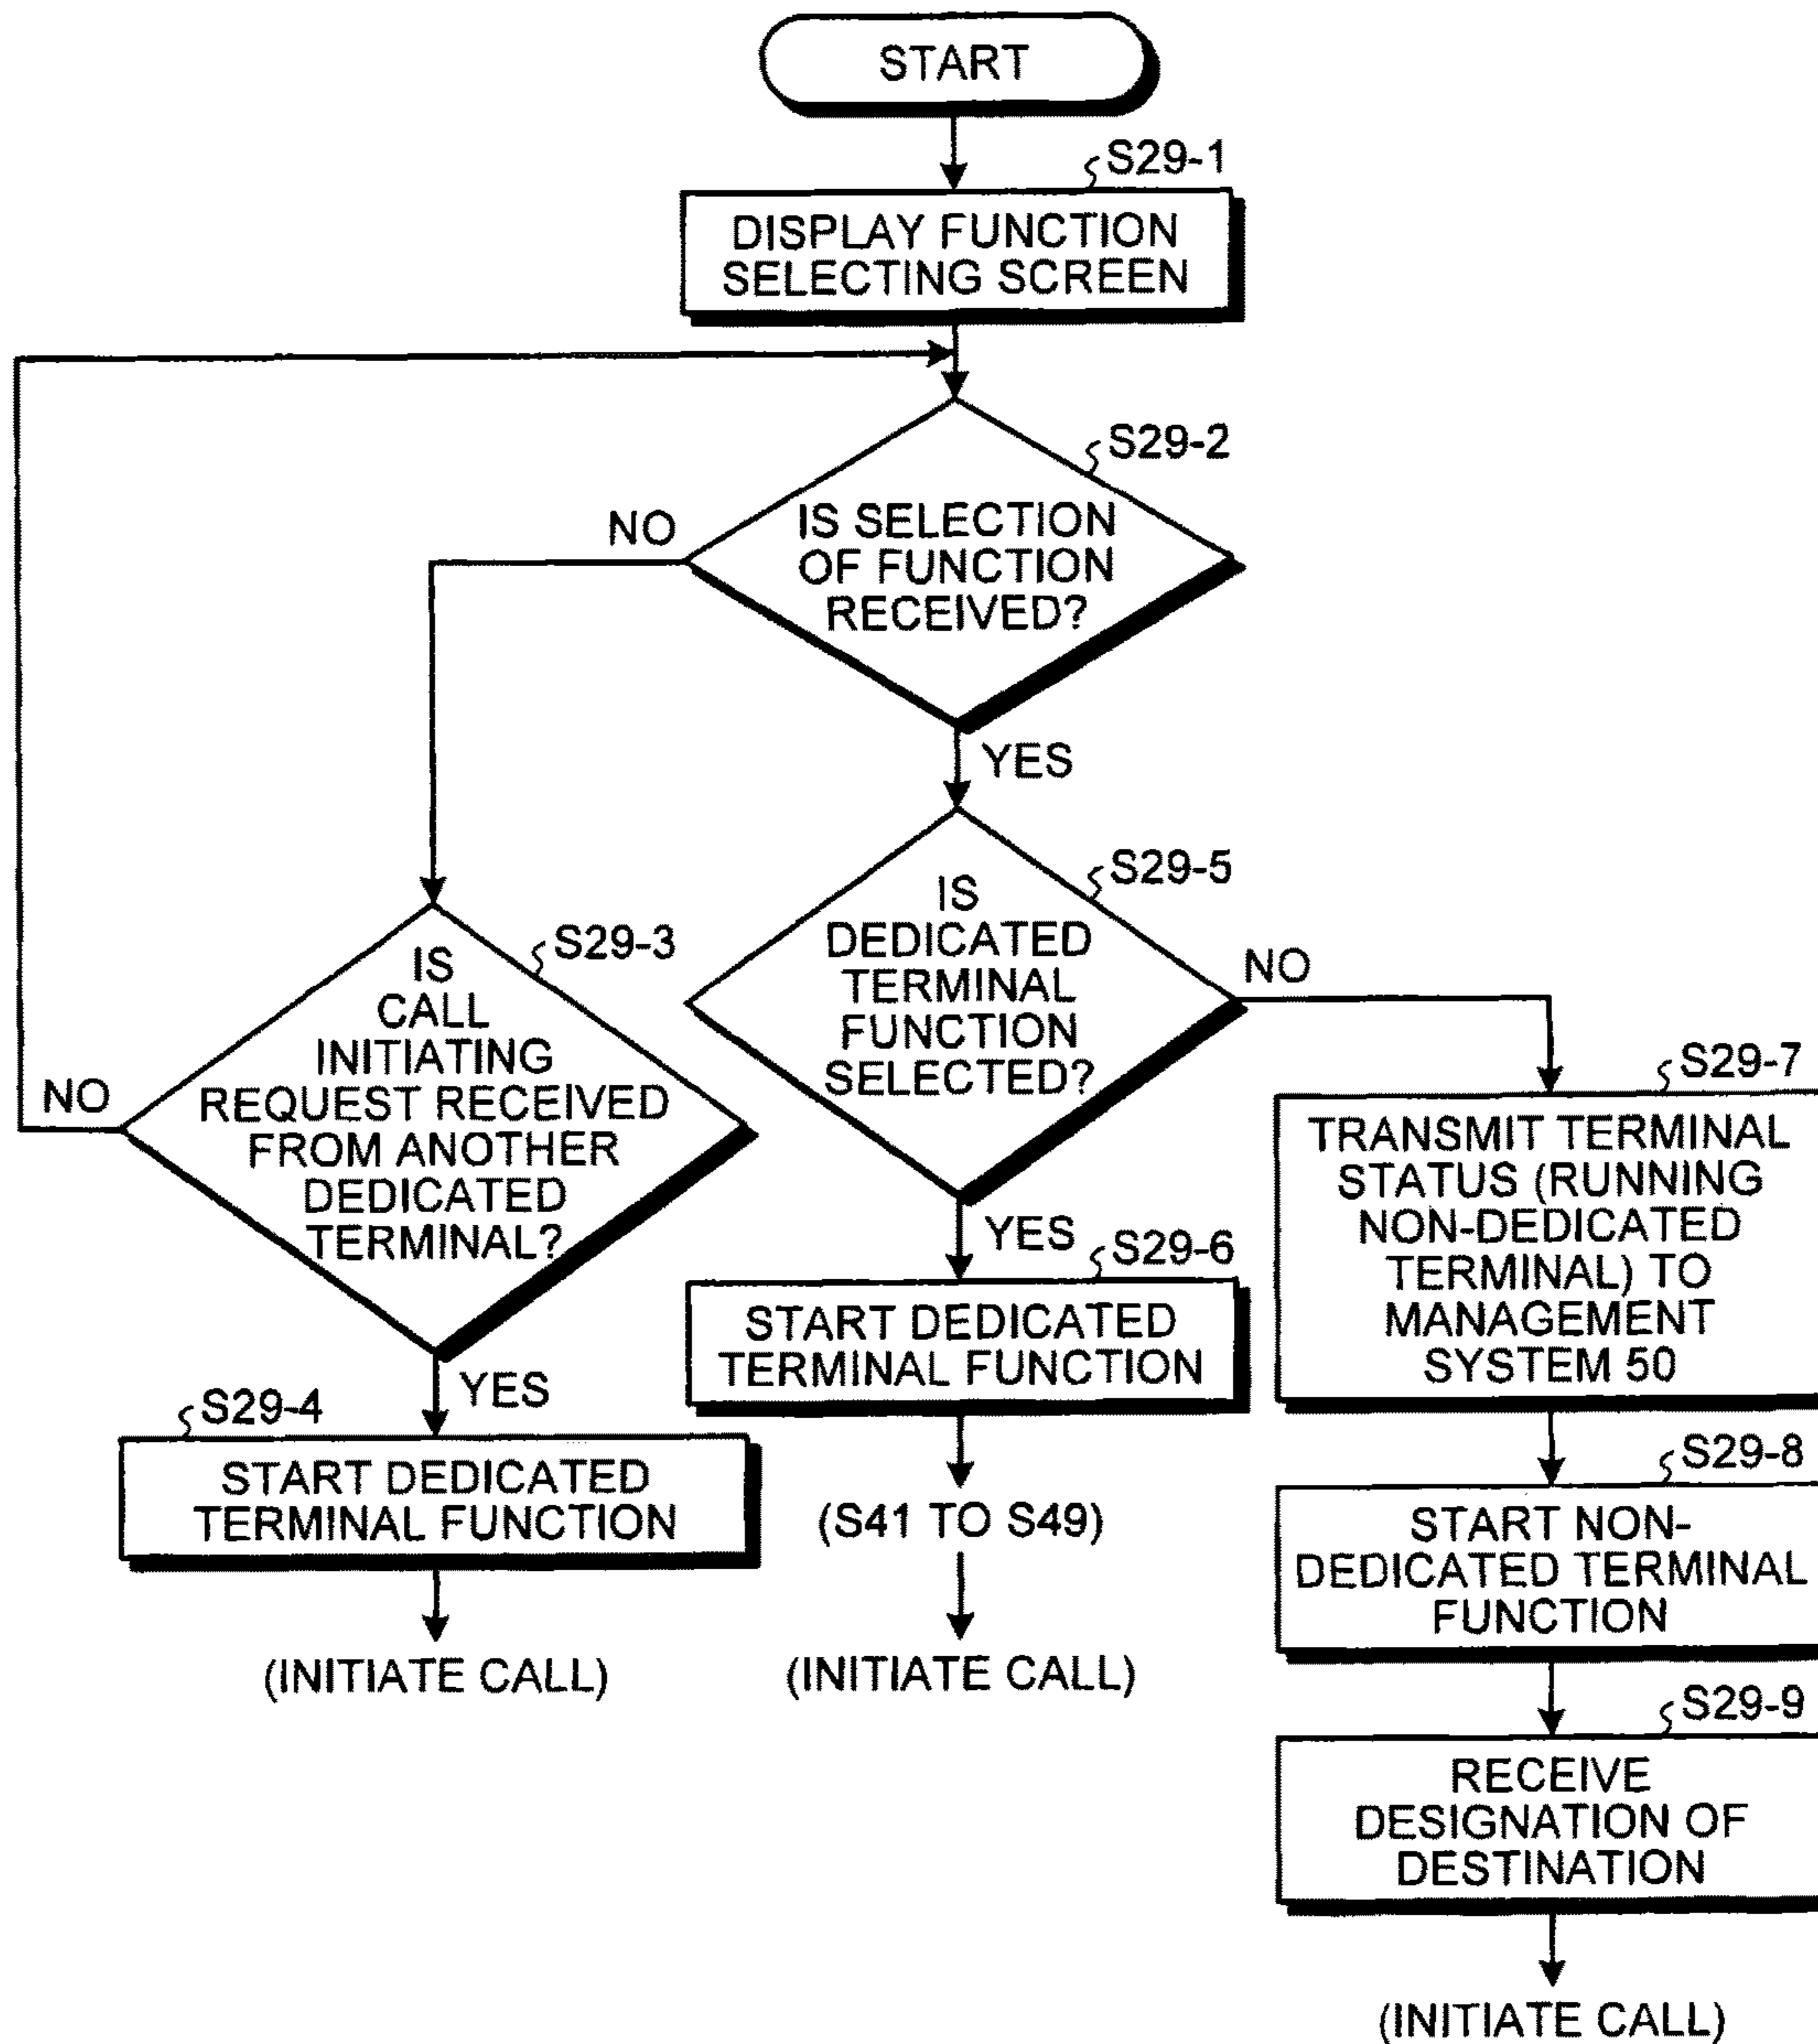 START
S29-1
DISPLAY FUNCTION
SELECTING SCREEN
S29-2
IS SELECTION
OF FUNCTION
RECEIVED?
NO
YES
S29-3
IS
CALL
INITIATING
REQUEST RECEIVED
FROM ANOTHER
DEDICATED
TERMINAL?
NO
YES
S29-4
START DEDICATED
TERMINAL FUNCTION
(INITIATE CALL)
S29-5
IS
DEDICATED
TERMINAL
FUNCTION
SELECTED?
NO
YES
S29-6
START DEDICATED
TERMINAL FUNCTION
(S41 TO S49)
(INITIATE CALL)
S29-7
TRANSMIT TERMINAL
STATUS (RUNNING
NON-DEDICATED
TERMINAL) TO
MANAGEMENT
SYSTEM 50
S29-8
START NON-
DEDICATED TERMINAL
FUNCTION
S29-9
RECEIVE
DESIGNATION OF
DESTINATION
(INITIATE CALL)